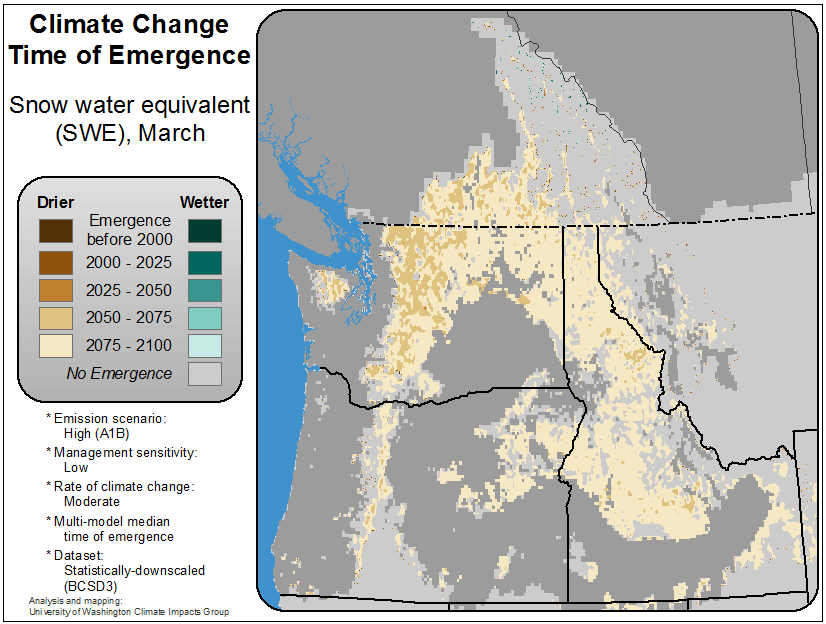 Climate Change
Time of Emergence
Snow water equivalent
(SWE), March
Drier
Wetter
Emergence
before 2000
2000 - 2025
2025 - 2050
2050 - 2075
2075 - 2100
No Emergence
* Emission scenario:
High (A1B)
* Management sensitivity:
Low
* Rate of climate change:
Moderate
* Multi-model median
time of emergence
* Dataset:
Statistically-downscaled
(BCSD3)
Analysis and mapping:
University of Washington Climate Impacts Group